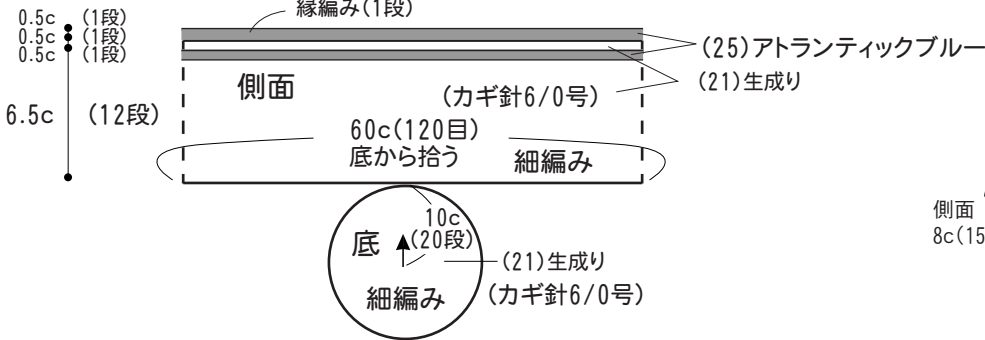 縁編み(1段)
0.5c (1段)
0.5c (1段)
0.5c (1段)
(25)アトランティックブルー
(21)生成り
側面
(カギ針6/0号)
6.5c (12段)
60c(120目)
底から拾う
細編み
10c
(20段)
底
(21)生成り
細編み
(カギ針6/0号)
側面
8c(15